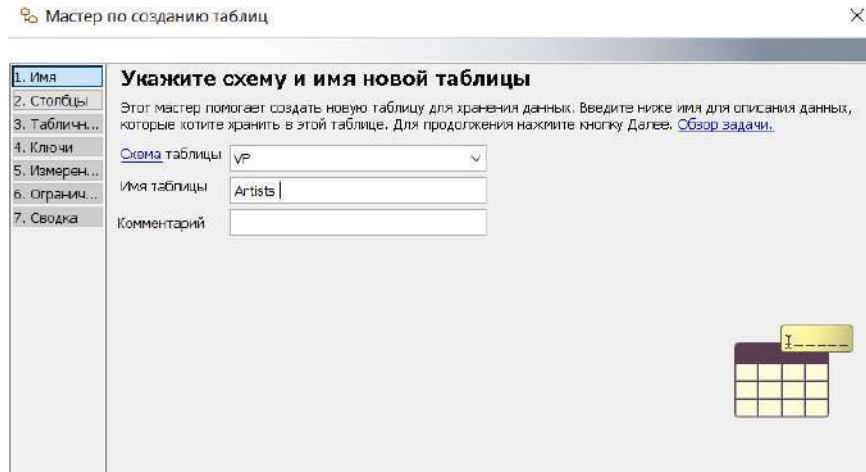 Мастер по созданию таблиц
1. Имя
2. Столбцы
3. Табличн...
4. Ключи
5. Измерен...
6. Огранич...
7. Сводка
Укажите схему и имя новой таблицы
Этот мастер помогает создать новую таблицу для хранения данных. Введите ниже имя для описания данных,
которые хотите хранить в этой таблице. Для продолжения нажмите кнопку Далее. Обзор задачи.
Схема таблицы VP
Имя таблицы Artists
Комментарий